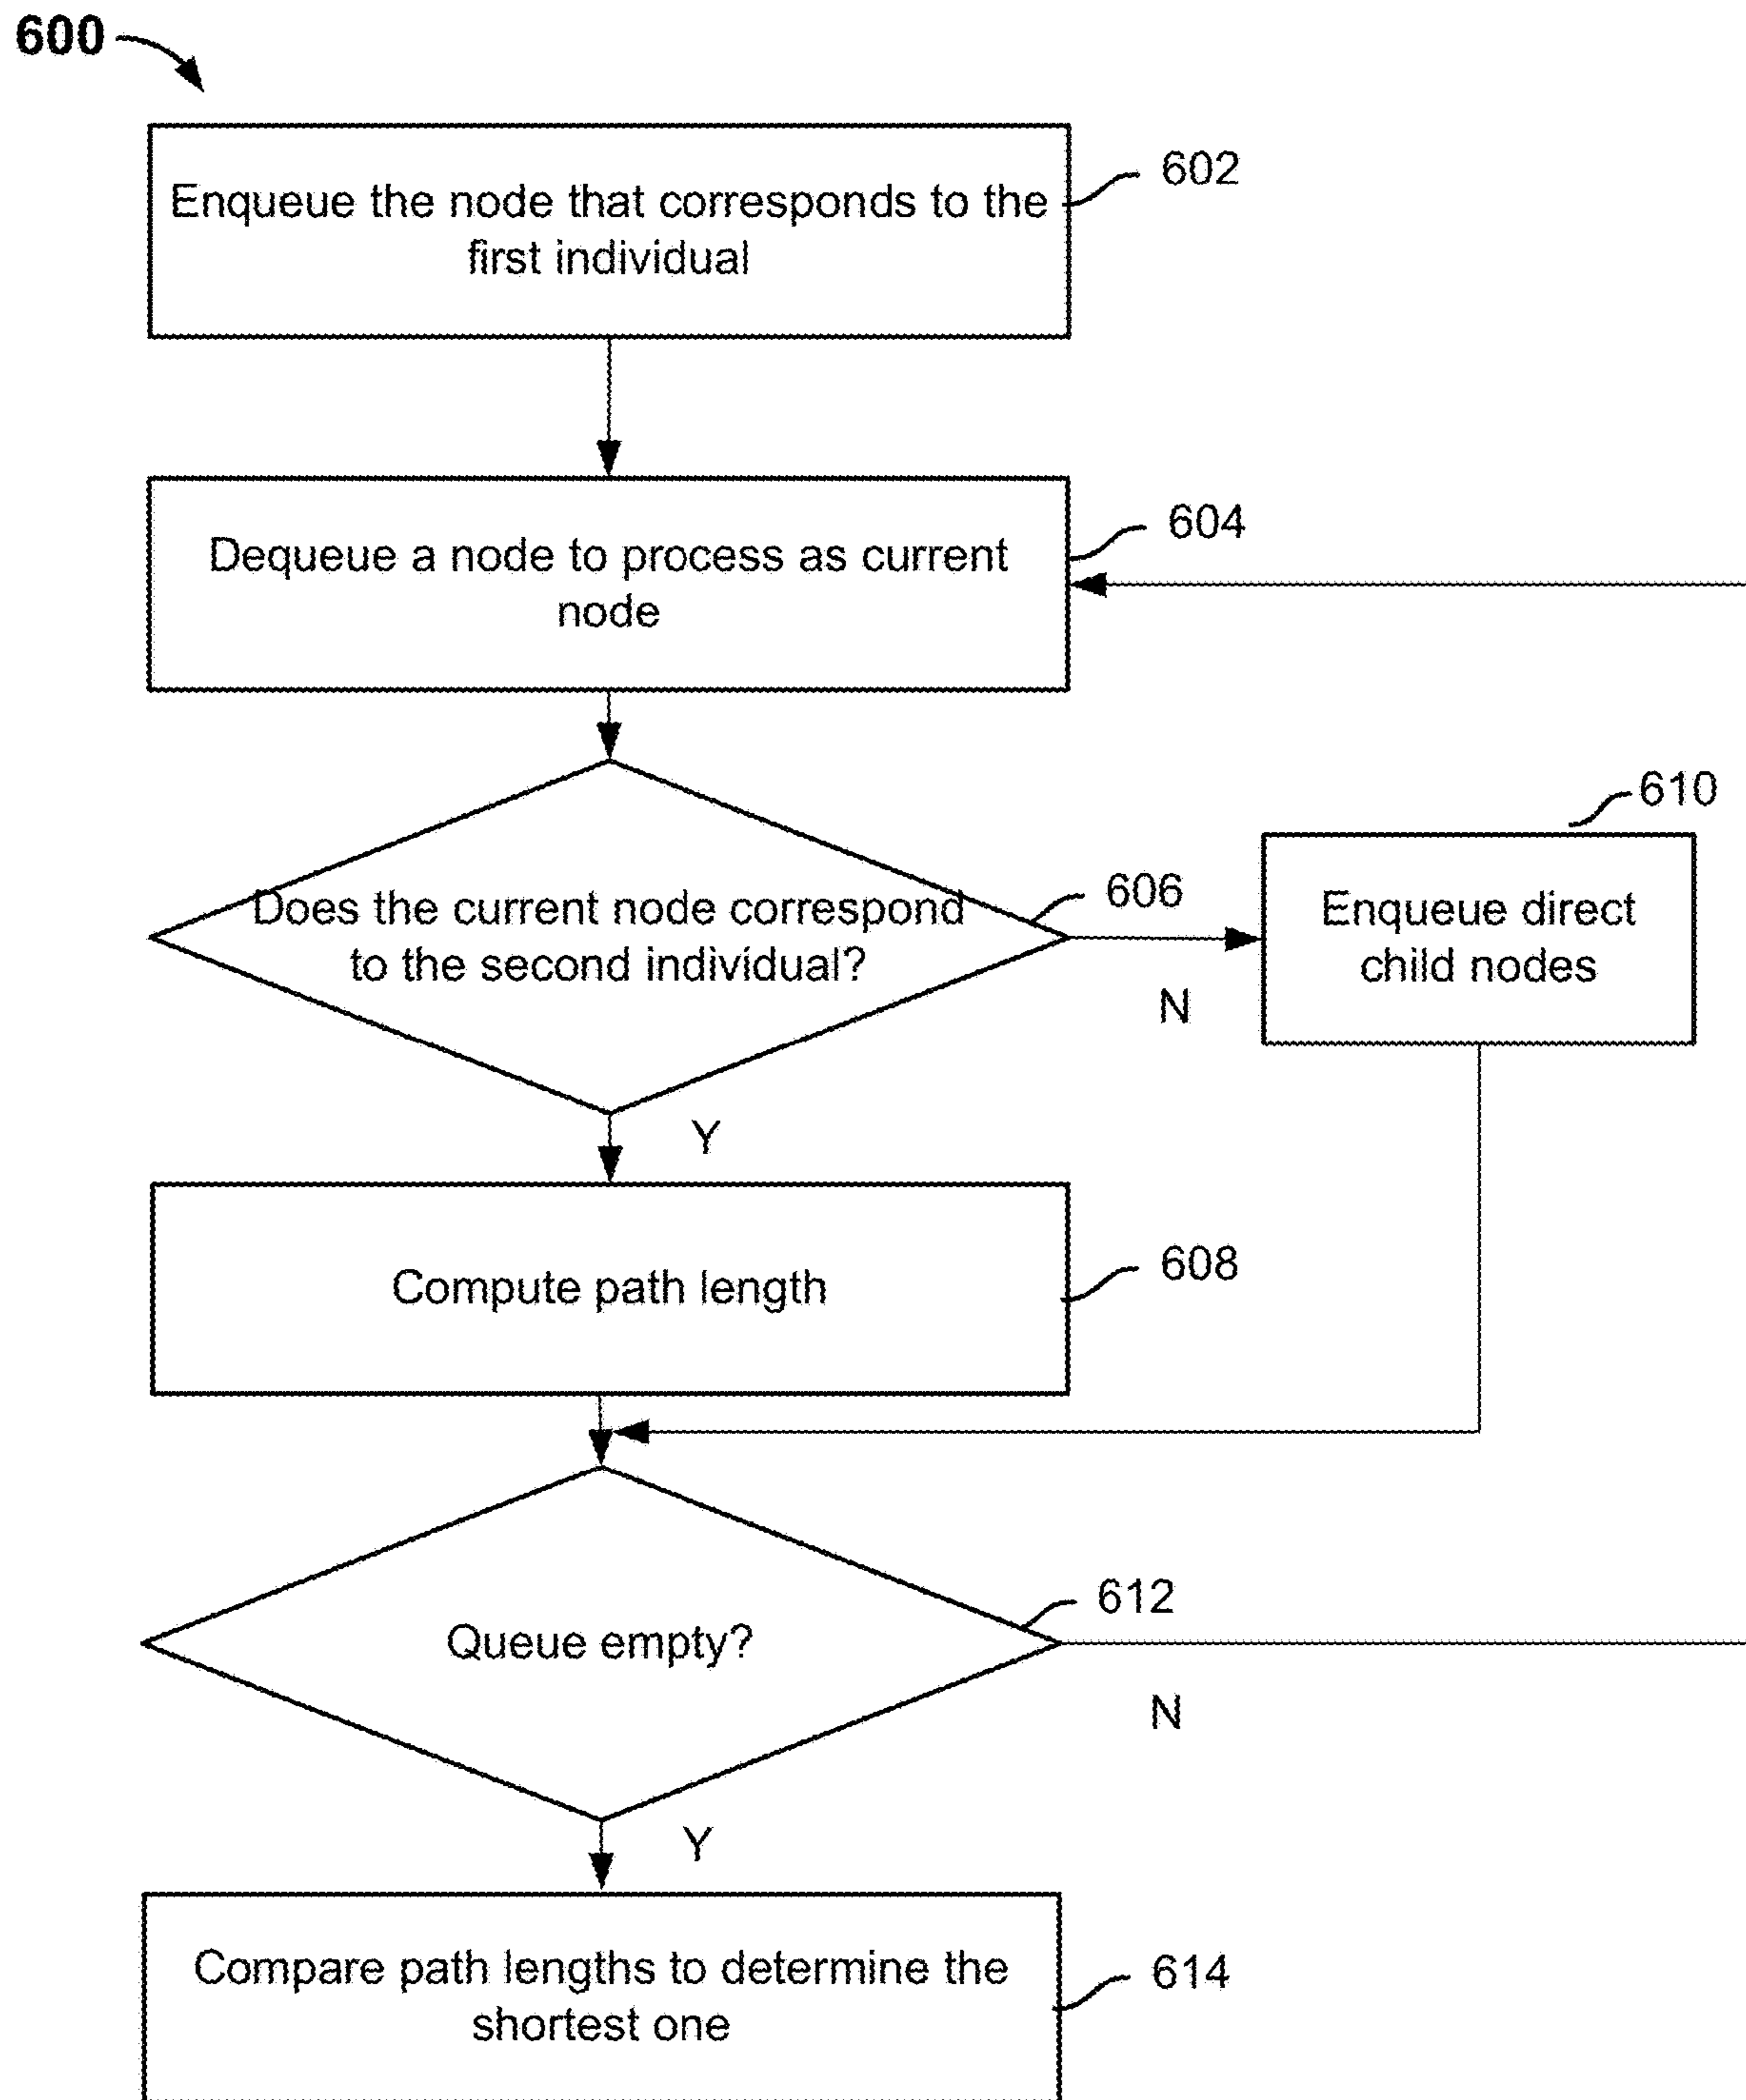 600
Enqueue the node that corresponds to the
first individual
602
Dequeue a node to process as current
node
604
Does the current node correspond
to the second individual?
606
N
610
Enqueue direct
child nodes
Y
Compute path length
608
Queue empty?
612
N
Y
Compare path lengths to determine the
shortest one
614